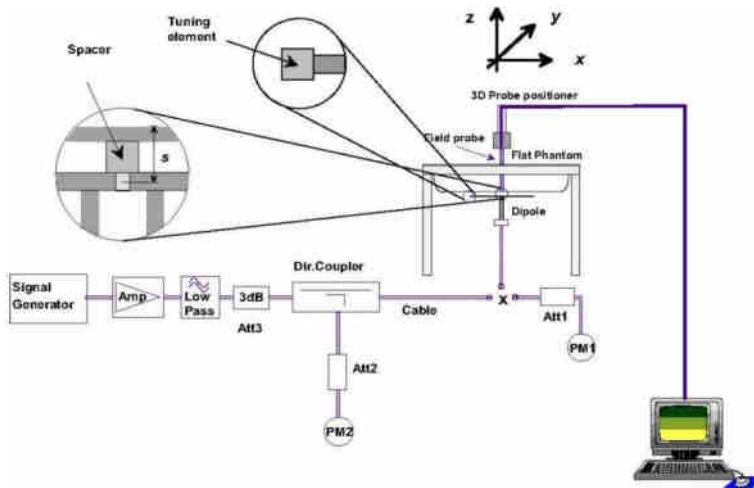 Tuning
element
Spacer
s
z
y
x
3D Probe positioner
Field probe
Flat Phantom
Dipole
Dir.Coupler
Signal
Generator
Amp
Low
Pass
3dB
Att3
Cable
x
Att1
PM1
Att2
PM2